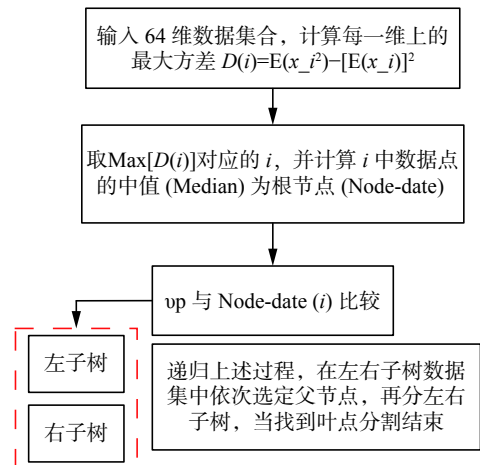 输入 64 维数据集合，计算每一维上的
最大方差 D(i)=E(x_i²)−[E(x_i)]²
取Max[D(i)]对应的 i，并计算 i 中数据点
的中值 (Median) 为根节点 (Node-date)
υp 与 Node-date (i) 比较
左子树
右子树
递归上述过程，在左右子树数据
集中依次选定父节点，再分左右
子树，当找到叶点分割结束